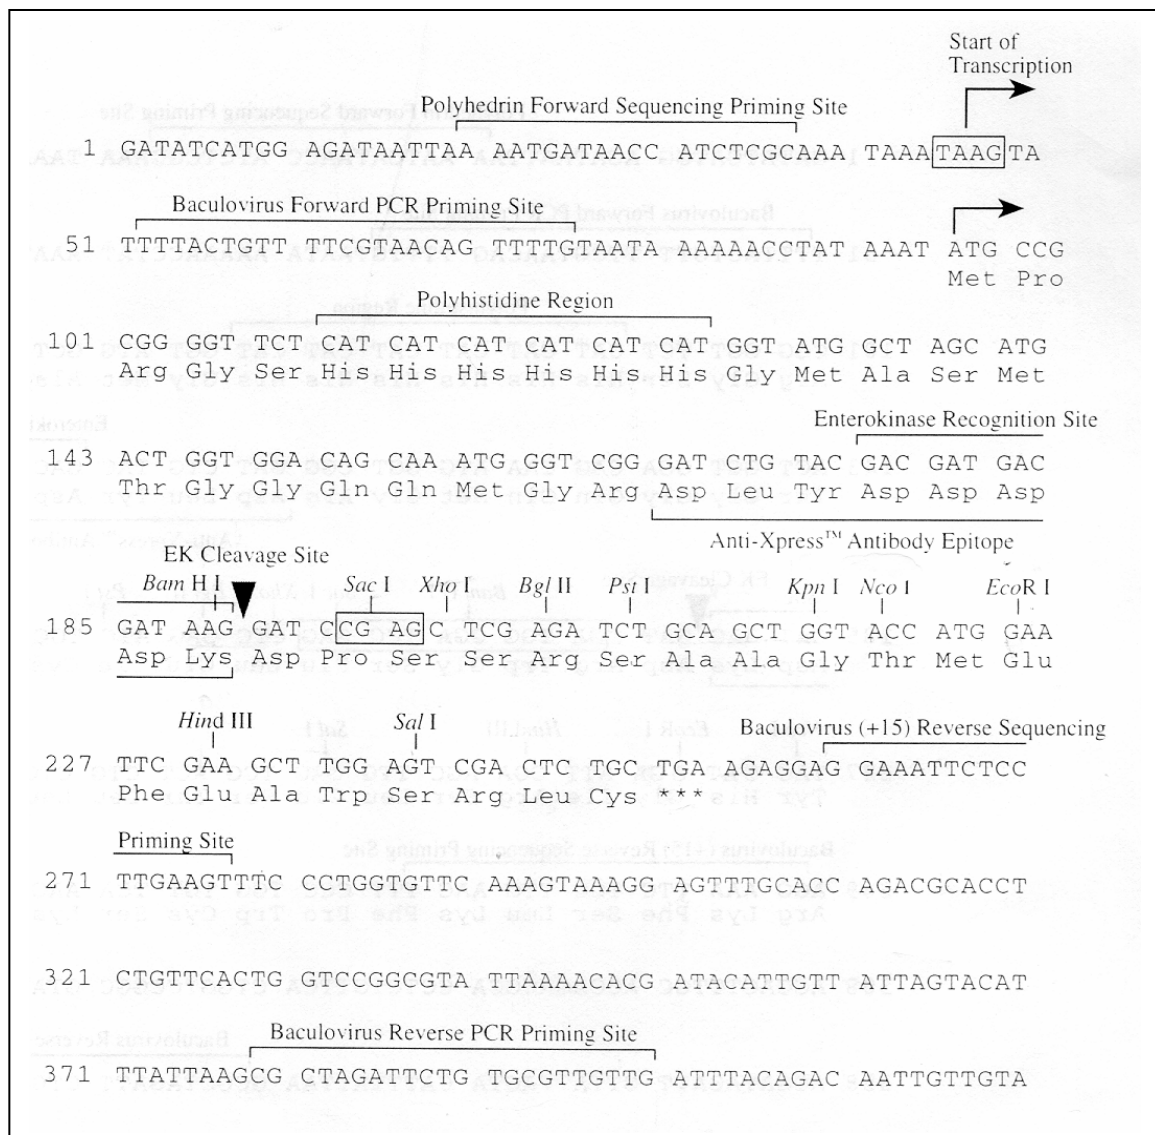 Start of
Transcription
Polyhedrin Forward Sequencing Priming Site
1 GATATCATGG AGATAATTAA AATGATAACC ATCTCGCAAA TAAATAAGTA
Baculovirus Forward PCR Priming Site
51 TTTTACTGTT TTCGTAACAG TTTTGTAATA AAAAAACCTAT AAAT ATG CCG
Met Pro
Polyhistidine Region
101 CGG GGT TCT CAT CAT CAT CAT CAT CAT GGT ATG GCT AGC ATG
Arg Gly Ser His His His His His His Gly Met Ala Ser Met
Enterokinase Recognition Site
143 ACT GGT GGA CAG CAA ATG GGT CGG GAT CTG TAC GAC GAT GAC
Thr Gly Gly Gln Gln Met Gly Arg Asp Leu Tyr Asp Asp Asp
Anti-Xpress™ Antibody Epitope
EK Cleavage Site
Bam H I Sac I Xho I Bgl II Pst I Kpn I Nco I EcoR I
185 GAT AAG GAT CCG AGC TCG AGA TCT GCA GCT GGT ACC ATG GAA
Asp Lys Asp Pro Ser Ser Arg Ser Ala Ala Gly Thr Met Glu
Hind III Sal I
Baculovirus (+15) Reverse Sequencing
227 TTC GAA GCT TGG AGT CGA CTC TGC TGA AGAGGAG GAAATTCTCC
Phe Glu Ala Trp Ser Arg Leu Cys ***
Priming Site
271 TTGAAGTTTC CCTGGTGTTC AAAGTAAAGG AGTTTGCACC AGACGCACCT
321 CTGTTCACTG GTCCGGCGTA TTAAAACACG ATACATTGTT ATTAGTACAT
Baculovirus Reverse PCR Priming Site
371 TTATTAAGCG CTAGATTCTG TGCGTTGTTG ATTTACAGAC AATTGTTGTA